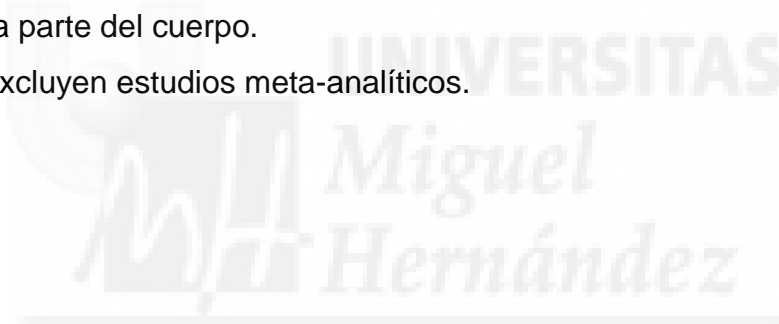 a parte del cuerpo.
xcluyen estudios meta-analíticos.
UNIVERSITAS
Miguel
Hernández